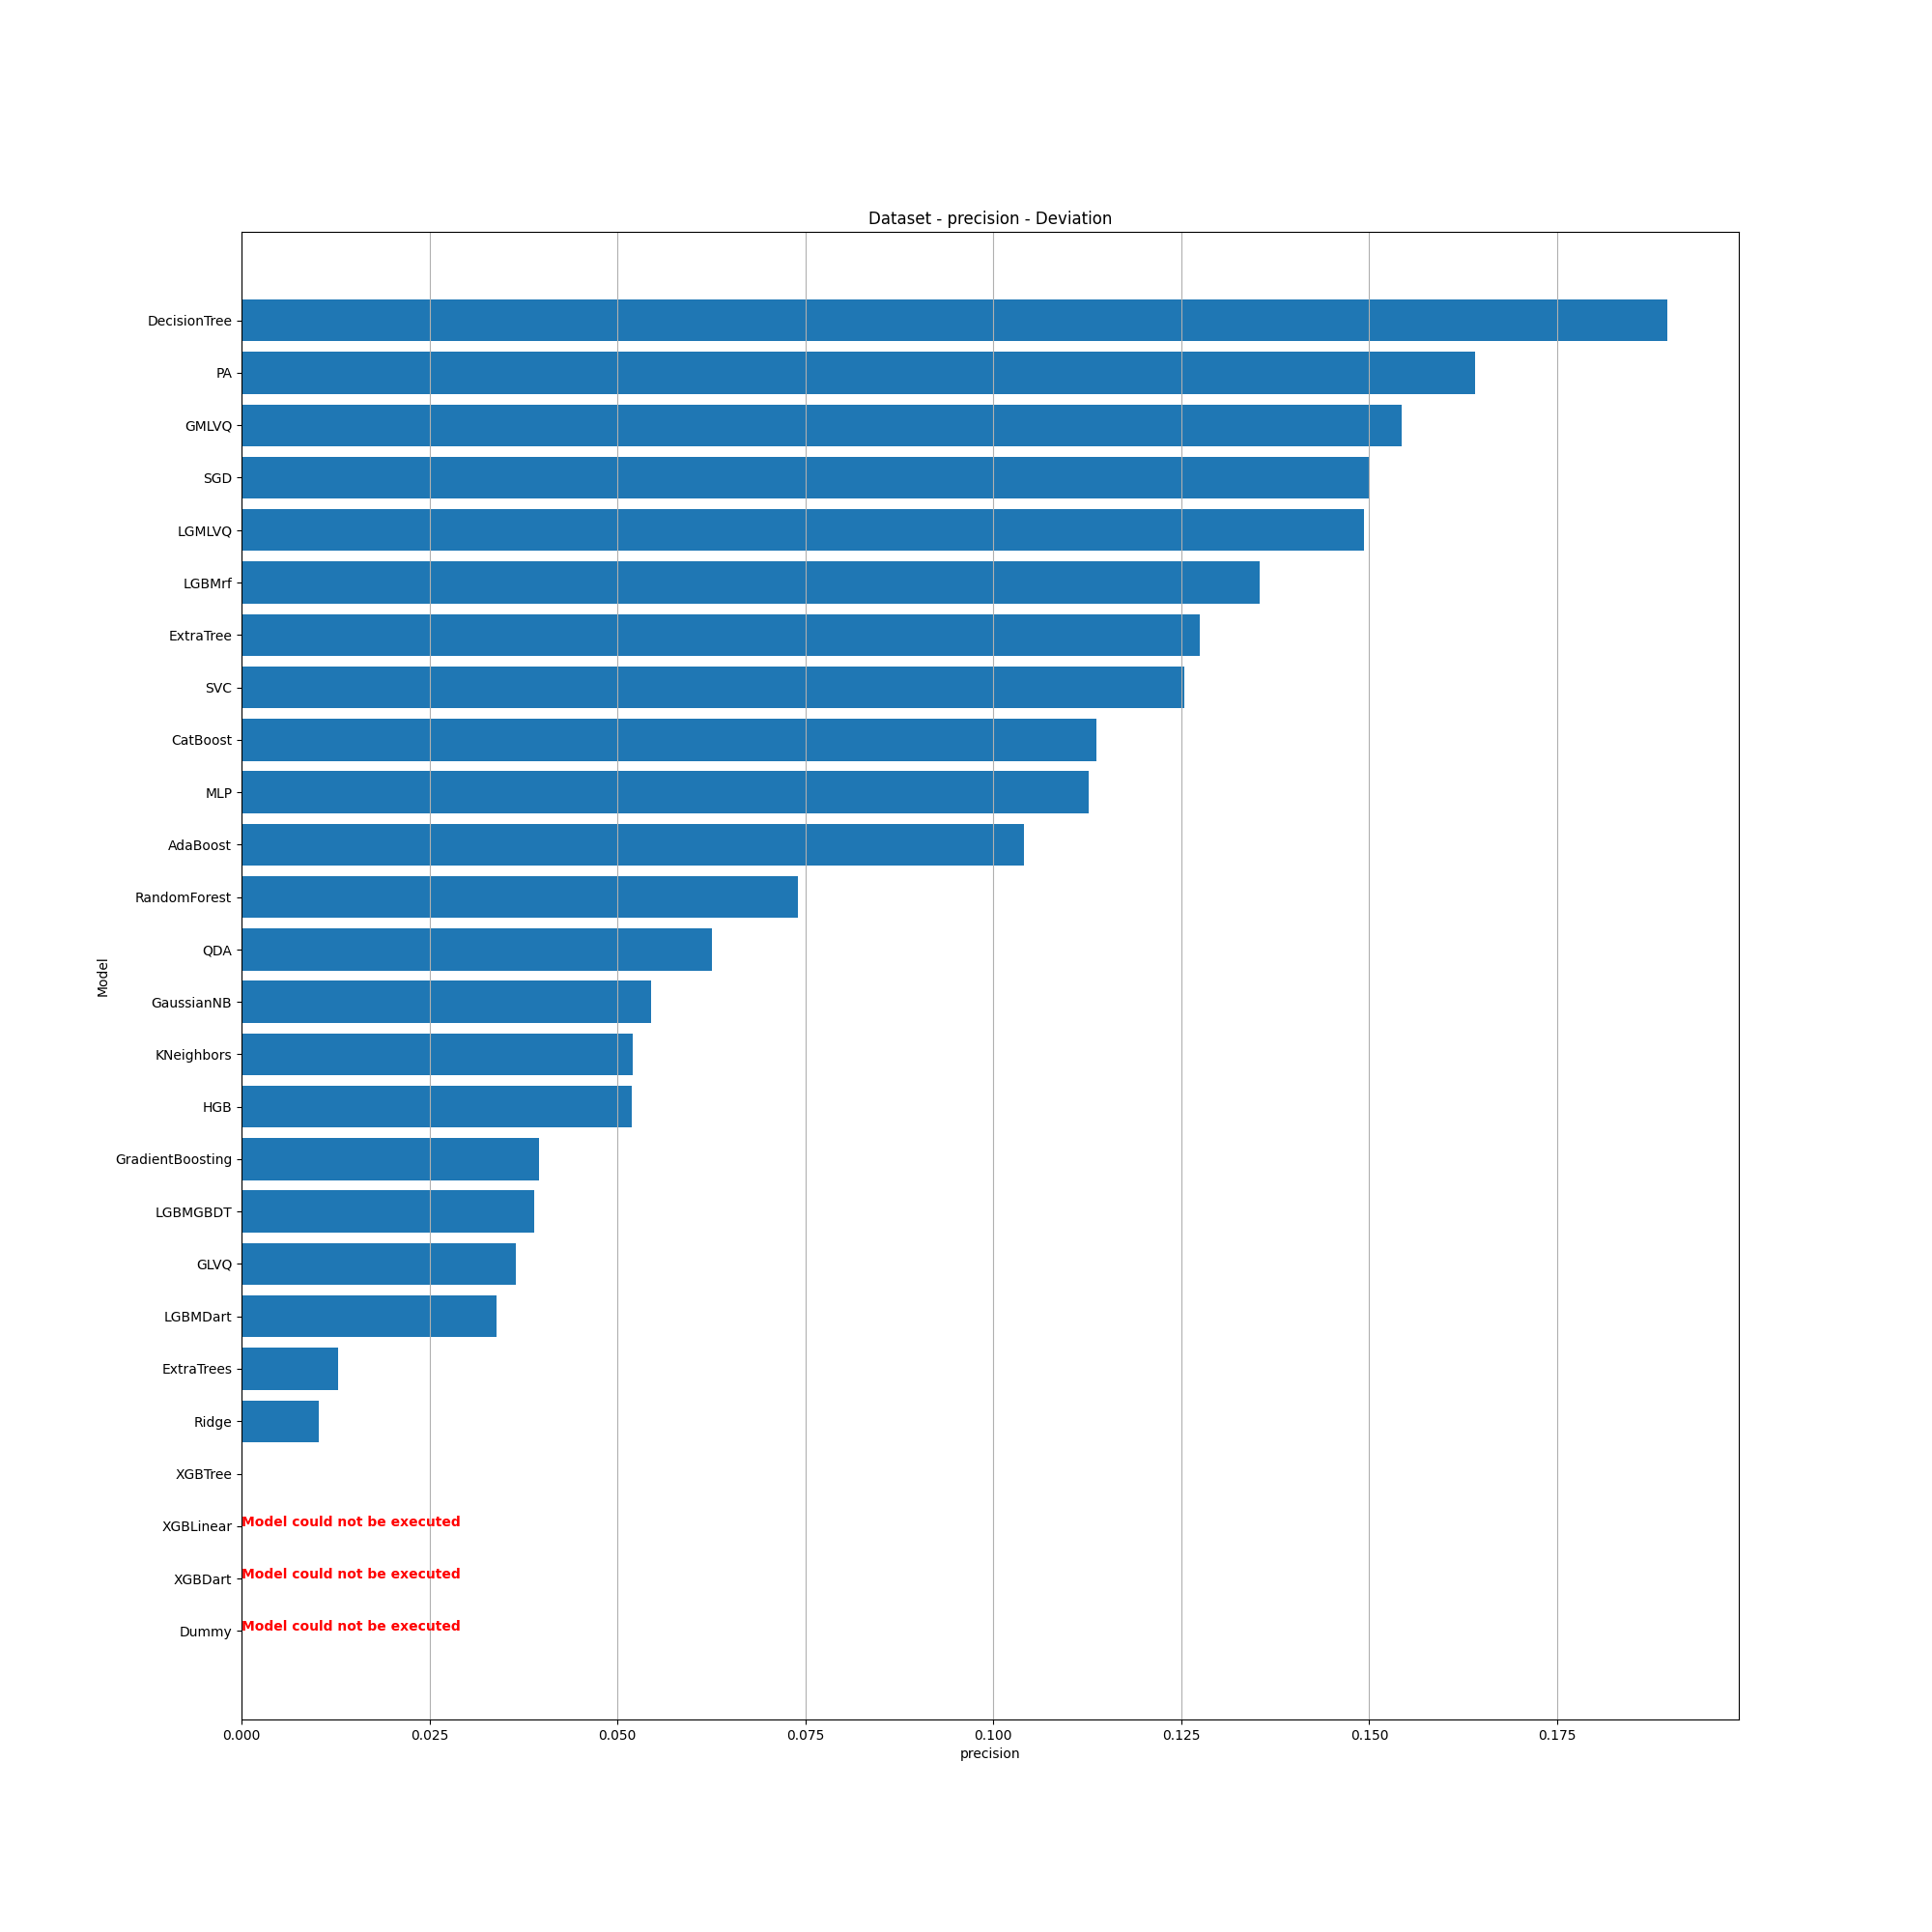 Dataset - precision - Deviation
DecisionTree
PA
GMLVQ
SGD
LGMLVQ
LGBMrf
ExtraTree
SVC
CatBoost
MLP
AdaBoost
RandomForest
QDA
Model
GaussianNB
KNeighbors
HGB
GradientBoosting
LGBMGBDT
GLVQ
LGBMDart
ExtraTrees
Ridge
XGBTree
XGBLinear Model could not be executed
XGBDart Model could not be executed
Dummy Model could not be executed
0.000 0.025 0.050 0.075 0.100 0.125 0.150 0.175
precision